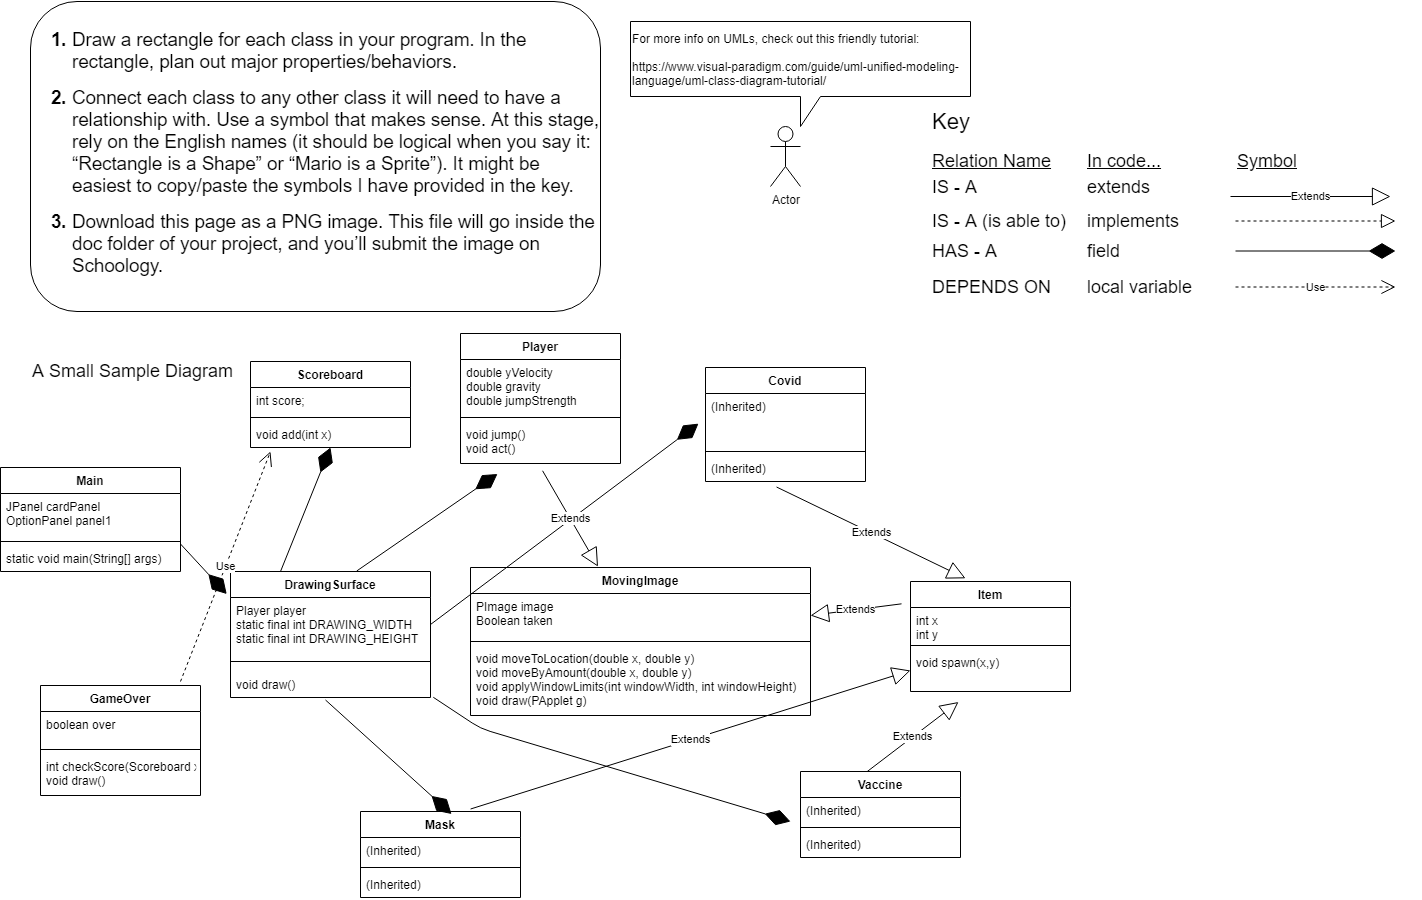 1. Draw a rectangle for each class in your program. In the
rectangle, plan out major properties/behaviors.
2. Connect each class to any other class it will need to have a
relationship with. Use a symbol that makes sense. At this stage,
rely on the English names (it should be logical when you say it:
“Rectangle is a Shape” or “Mario is a Sprite”). It might be
easiest to copy/paste the symbols I have provided in the key.
3. Download this page as a PNG image. This file will go inside the
doc folder of your project, and you’ll submit the image on
Schoology.
For more info on UMLs, check out this friendly tutorial:
https://www.visual-paradigm.com/guide/uml-unified-modeling-
language/uml-class-diagram-tutorial/
Actor
Key
Relation Name In code... Symbol
IS - A extends Extends
IS - A (is able to) implements
HAS - A field
DEPENDS ON local variable Use
A Small Sample Diagram
Scoreboard
int score;
void add(int x)
Player
double yVelocity
double gravity
double jumpStrength
void jump()
void act()
Covid
(Inherited)
(Inherited)
Main
JPanel cardPanel
OptionPanel panel1
static void main(String[] args)
Use
Extends
Extends
DrawingSurface
Player player
static final int DRAWING_WIDTH
static final int DRAWING_HEIGHT
void draw()
MovingImage
PImage image
Boolean taken
void moveToLocation(double x, double y)
void moveByAmount(double x, double y)
void applyWindowLimits(int windowWidth, int windowHeight)
void draw(PApplet g)
Extends
Item
int x
int y
void spawn(x,y)
GameOver
boolean over
int checkScore(Scoreboard
void draw()
Extends
Extends
Mask
(Inherited)
(Inherited)
Vaccine
(Inherited)
(Inherited)